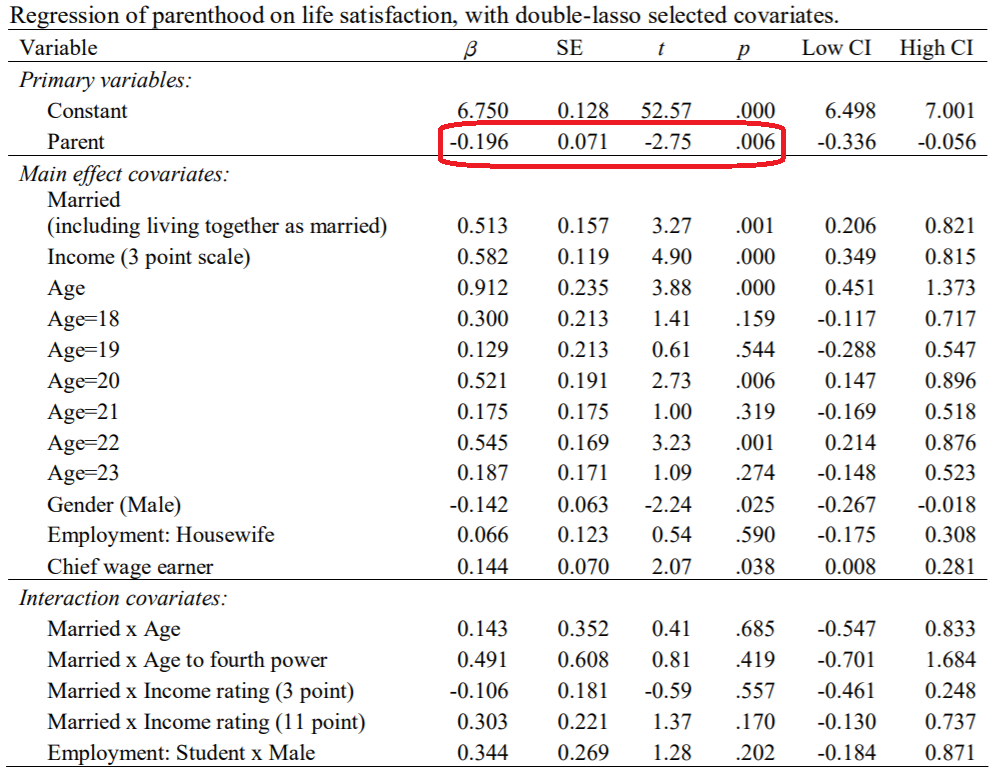 Regression of parenthood on life satisfaction, with double-lasso selected covariates.
Variable β SE t p Low CI High CI
Primary variables:
Constant 6.750 0.128 52.57 .000 6.498 7.001
Parent -0.196 0.071 -2.75 .006 -0.336 -0.056
Main effect covariates:
Married
(including living together as married) 0.513 0.157 3.27 .001 0.206 0.821
Income (3 point scale) 0.582 0.119 4.90 .000 0.349 0.815
Age 0.912 0.235 3.88 .000 0.451 1.373
Age=18 0.300 0.213 1.41 .159 -0.117 0.717
Age=19 0.129 0.213 0.61 .544 -0.288 0.547
Age=20 0.521 0.191 2.73 .006 0.147 0.896
Age=21 0.175 0.175 1.00 .319 -0.169 0.518
Age=22 0.545 0.169 3.23 .001 0.214 0.876
Age=23 0.187 0.171 1.09 .274 -0.148 0.523
Gender (Male) -0.142 0.063 -2.24 .025 -0.267 -0.018
Employment: Housewife 0.066 0.123 0.54 .590 -0.175 0.308
Chief wage earner 0.144 0.070 2.07 .038 0.008 0.281
Interaction covariates:
Married x Age 0.143 0.352 0.41 .685 -0.547 0.833
Married x Age to fourth power 0.491 0.608 0.81 .419 -0.701 1.684
Married x Income rating (3 point) -0.106 0.181 -0.59 .557 -0.461 0.248
Married x Income rating (11 point) 0.303 0.221 1.37 .170 -0.130 0.737
Employment: Student x Male 0.344 0.269 1.28 .202 -0.184 0.871